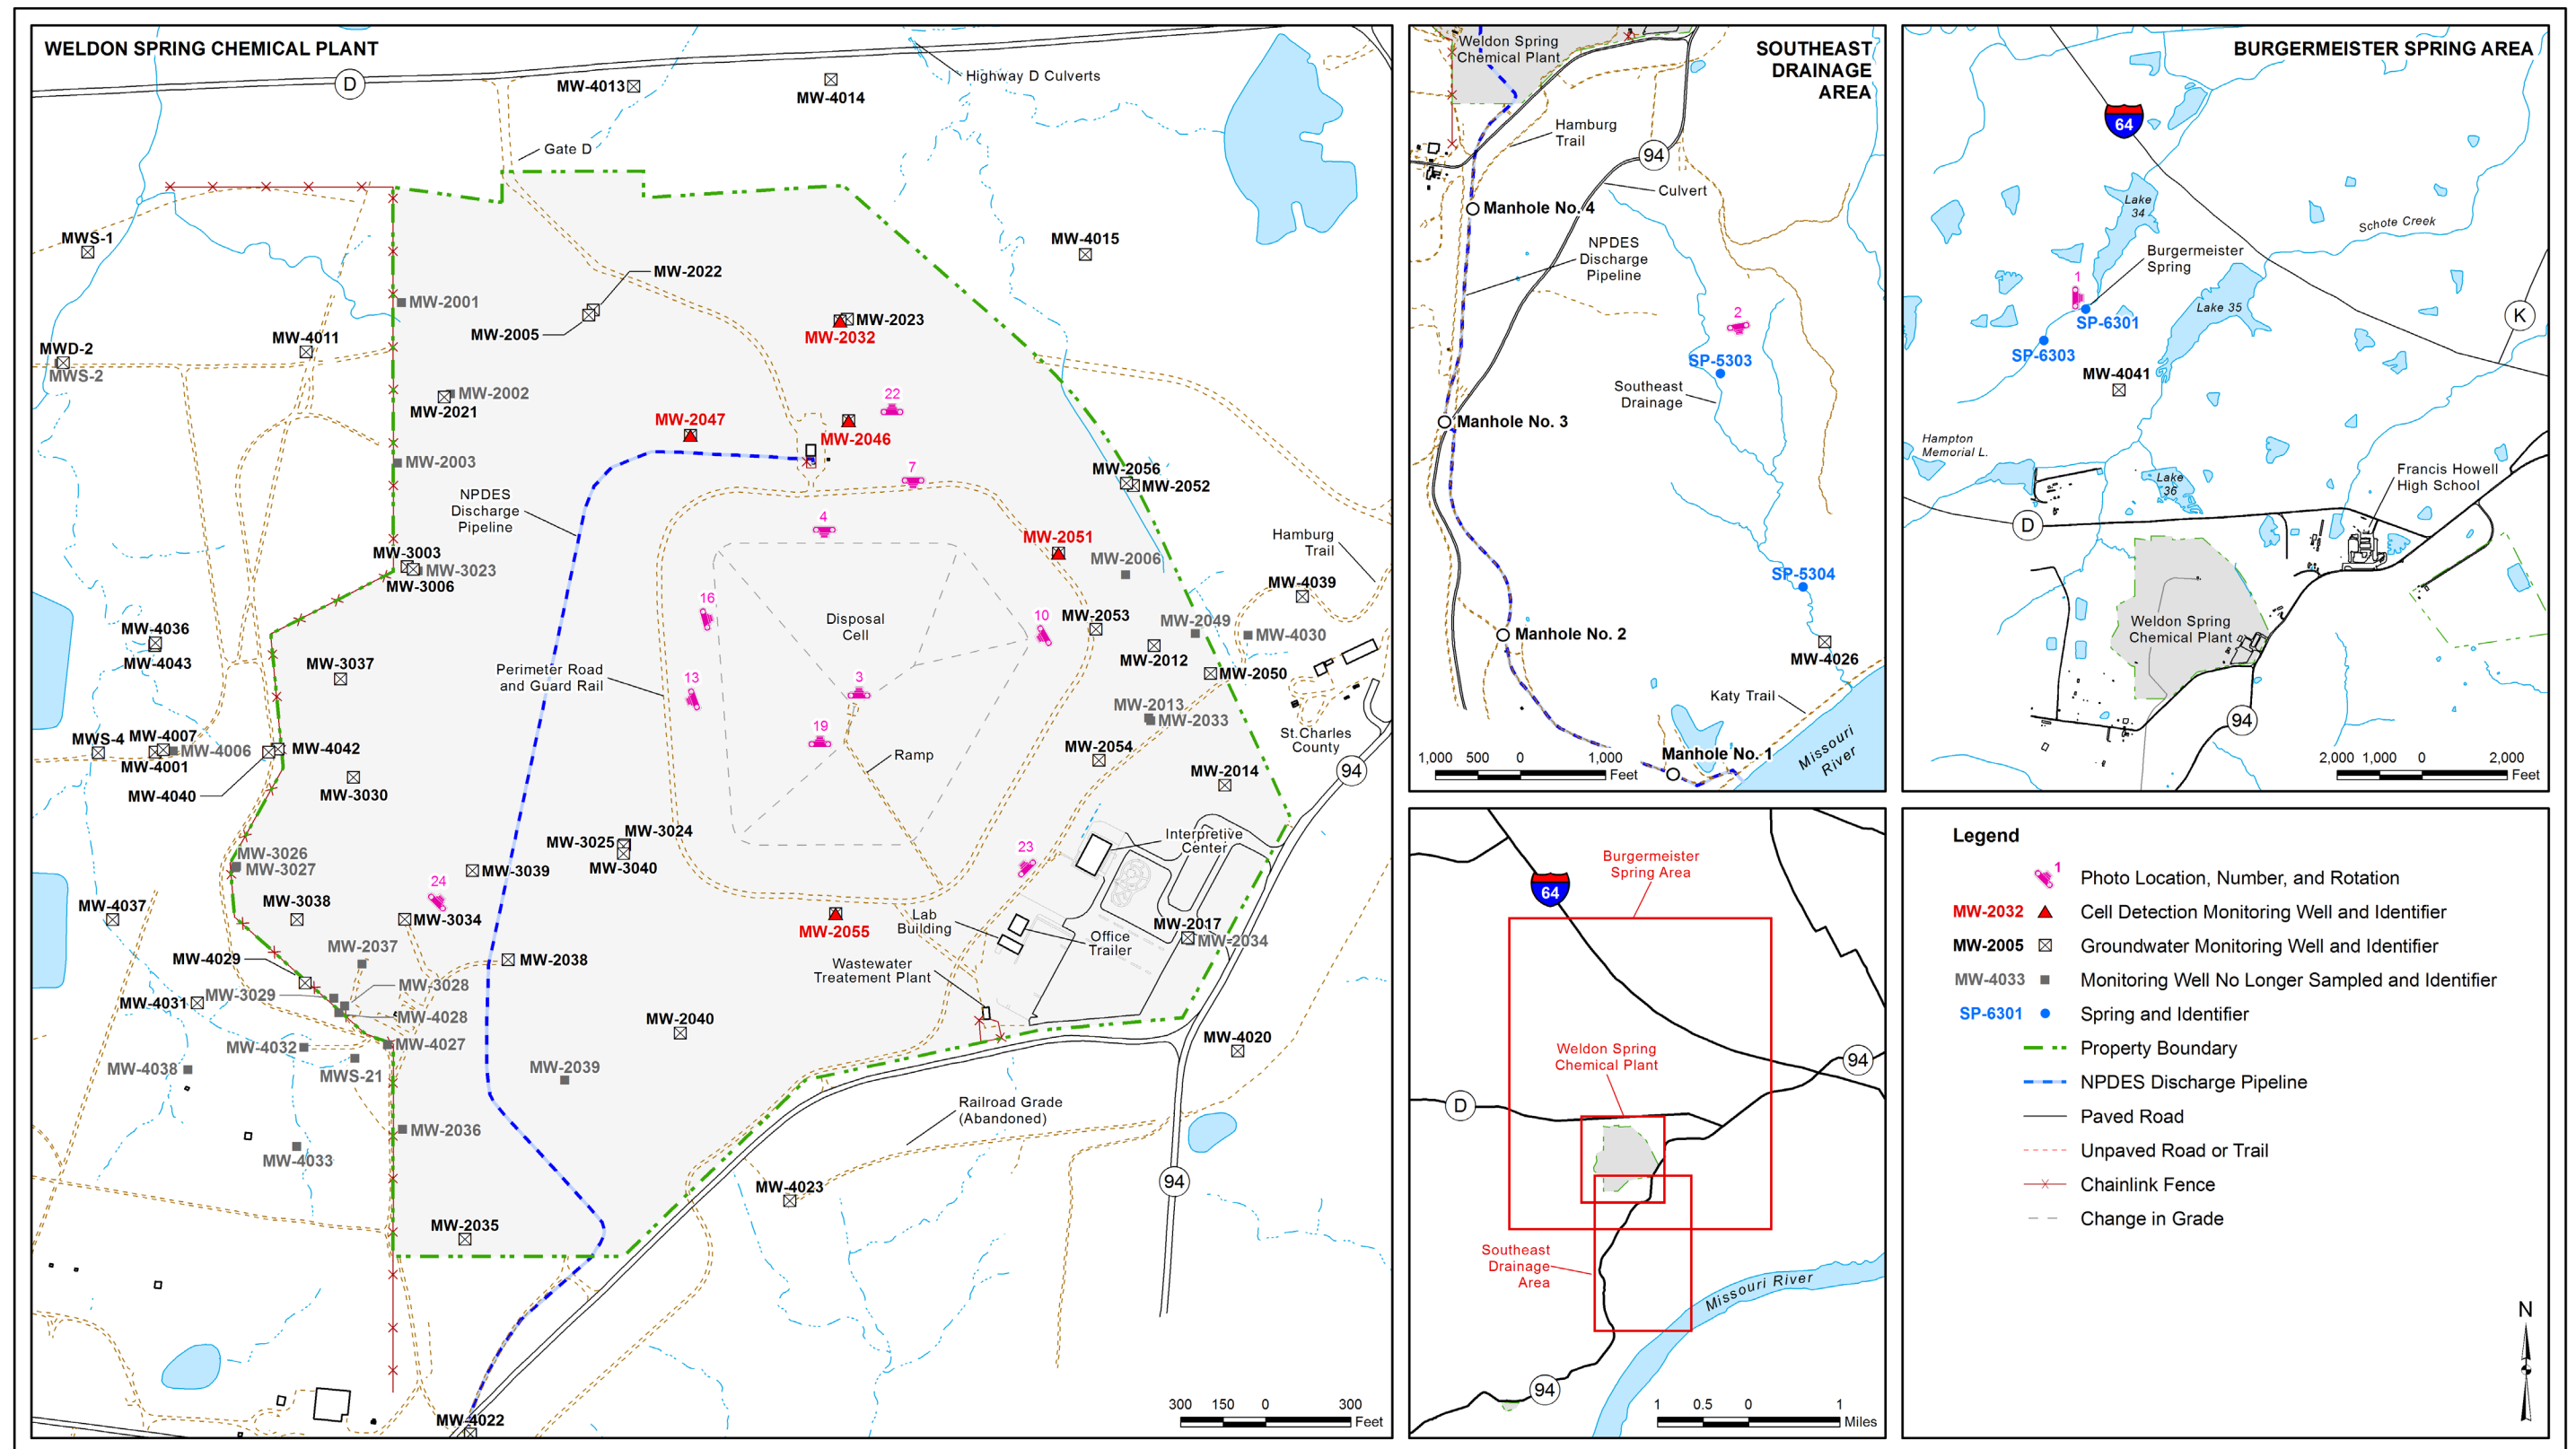 WELDON SPRING CHEMICAL PLANT
D
MW-4013
MW-4014
Highway D Culverts
Gate D
MWS-1
MW-4015
MW-2001
MW-2022
MW-2005
MW-2023
MW-2032
MW-4011
MWD-2
MWS-2
MW-2002
MW-2021
22
MW-2047
MW-2046
MW-2003
7
MW-2056
MW-2052
NPDES
Discharge
Pipeline
4
MW-2051
MW-2006
Hamburg
Trail
MW-3003
MW-3023
MW-3006
MW-4039
16
Disposal
Cell
10
MW-2053
MW-2049
MW-4030
MW-4036
MW-4043
MW-3037
MW-2012
MW-2050
Perimeter Road
and Guard Rail
13
3
MW-2013
MW-2033
19
St.Charles
County
MWS-4
MW-4007
MW-4006
MW-4001
MW-4042
MW-4040
MW-3030
Ramp
MW-2054
MW-2014
94
MW-3024
MW-3025
MW-3040
Interpretive
Center
23
MW-3026
MW-3027
MW-3039
24
MW-4037
MW-3038
MW-3034
MW-2055
Lab
Building
Office
Trailer
MW-2017
MW-2034
MW-2037
MW-4029
MW-2038
Wastewater
Treatement Plant
MW-3028
MW-3029
MW-4031
MW-4028
MW-2040
MW-4032
MW-4027
MW-4020
MW-4038
MWS-21
MW-2039
Railroad Grade
(Abandoned)
MW-2036
MW-4033
MW-4023
94
MW-2035
MW-4022
300 150 0 300
Feet
SOUTHEAST
DRAINAGE
AREA
Weldon Spring
Chemical Plant
Hamburg
Trail
94
Culvert
Manhole No. 4
NPDES
Discharge
Pipeline
2
SP-5303
Southeast
Drainage
Manhole No. 3
SP-5304
Manhole No. 2
MW-4026
Katy Trail
Missouri
River
Manhole No. 1
1,000 500 0 1,000
Feet
BURGERMEISTER SPRING AREA
64
Lake
34
Schote Creek
Burgermeister
Spring
1
Lake 35
K
SP-6301
SP-6303
MW-4041
Hampton
Memorial L.
Lake
36
Francis Howell
High School
D
Weldon Spring
Chemical Plant
94
2,000 1,000 0 2,000
Feet
Burgermeister
Spring Area
64
Weldon Spring
Chemical Plant
94
D
Southeast
Drainage
Area
Missouri River
94
1 0.5 0 1
Miles
Legend
1
Photo Location, Number, and Rotation
MW-2032 Cell Detection Monitoring Well and Identifier
MW-2005 Groundwater Monitoring Well and Identifier
MW-4033 Monitoring Well No Longer Sampled and Identifier
SP-6301 Spring and Identifier
Property Boundary
NPDES Discharge Pipeline
Paved Road
Unpaved Road or Trail
Chainlink Fence
Change in Grade
N